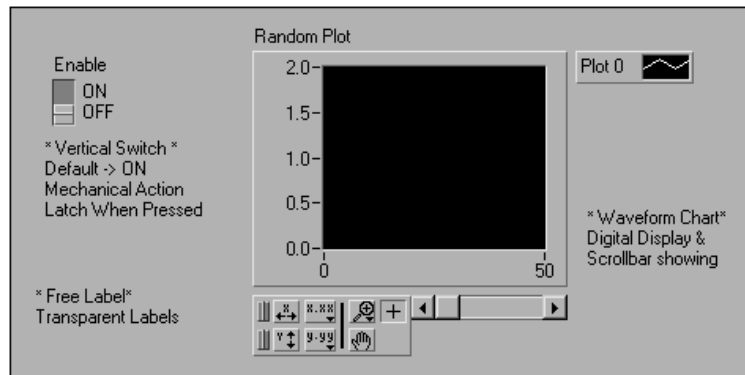 Random Plot
Enable
ON
OFF
* Vertical Switch *
Default -> ON
Mechanical Action
Latch When Pressed
* Free Label*
Transparent Labels
2.0
1.5
1.0
0.5
0.0
0
50
Plot 0
* Waveform Chart*
Digital Display &
Scrollbar showing
X
X.XX
Y
Y.YY